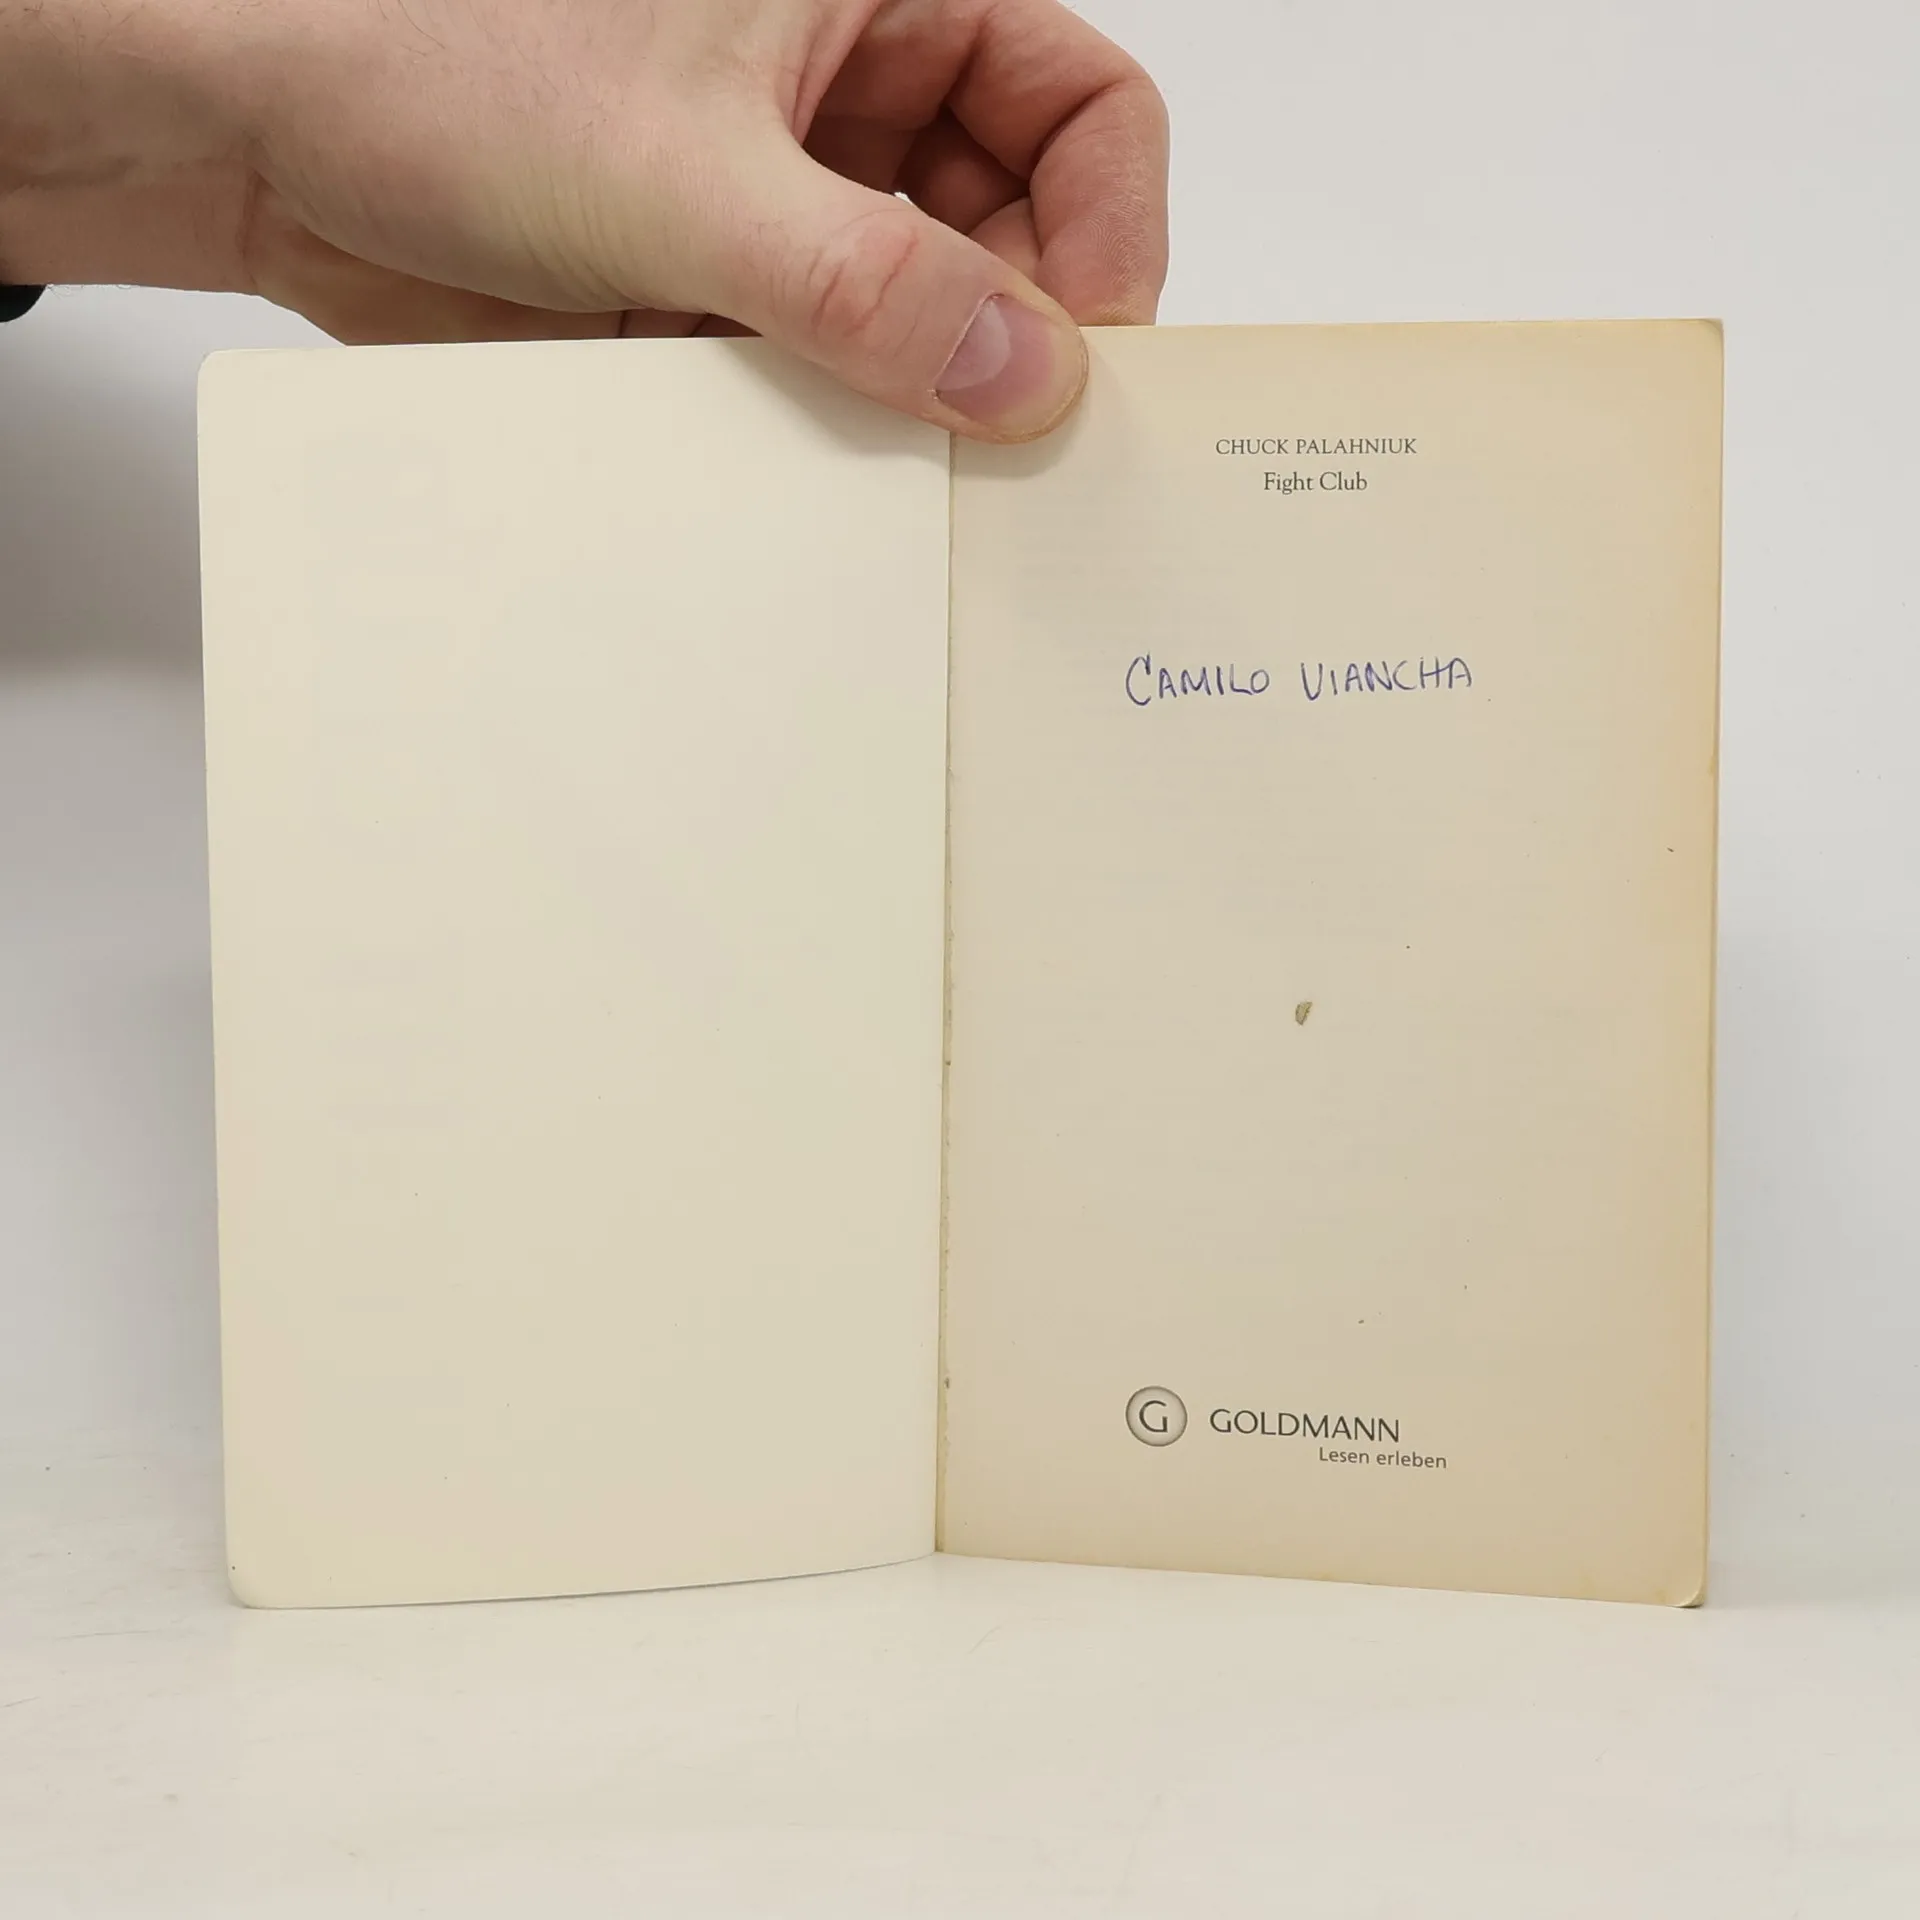 CHUCK PALAHNIUK
Fight Club
CAMILO VIANCHA
G GOLDMANN
Lesen erleben